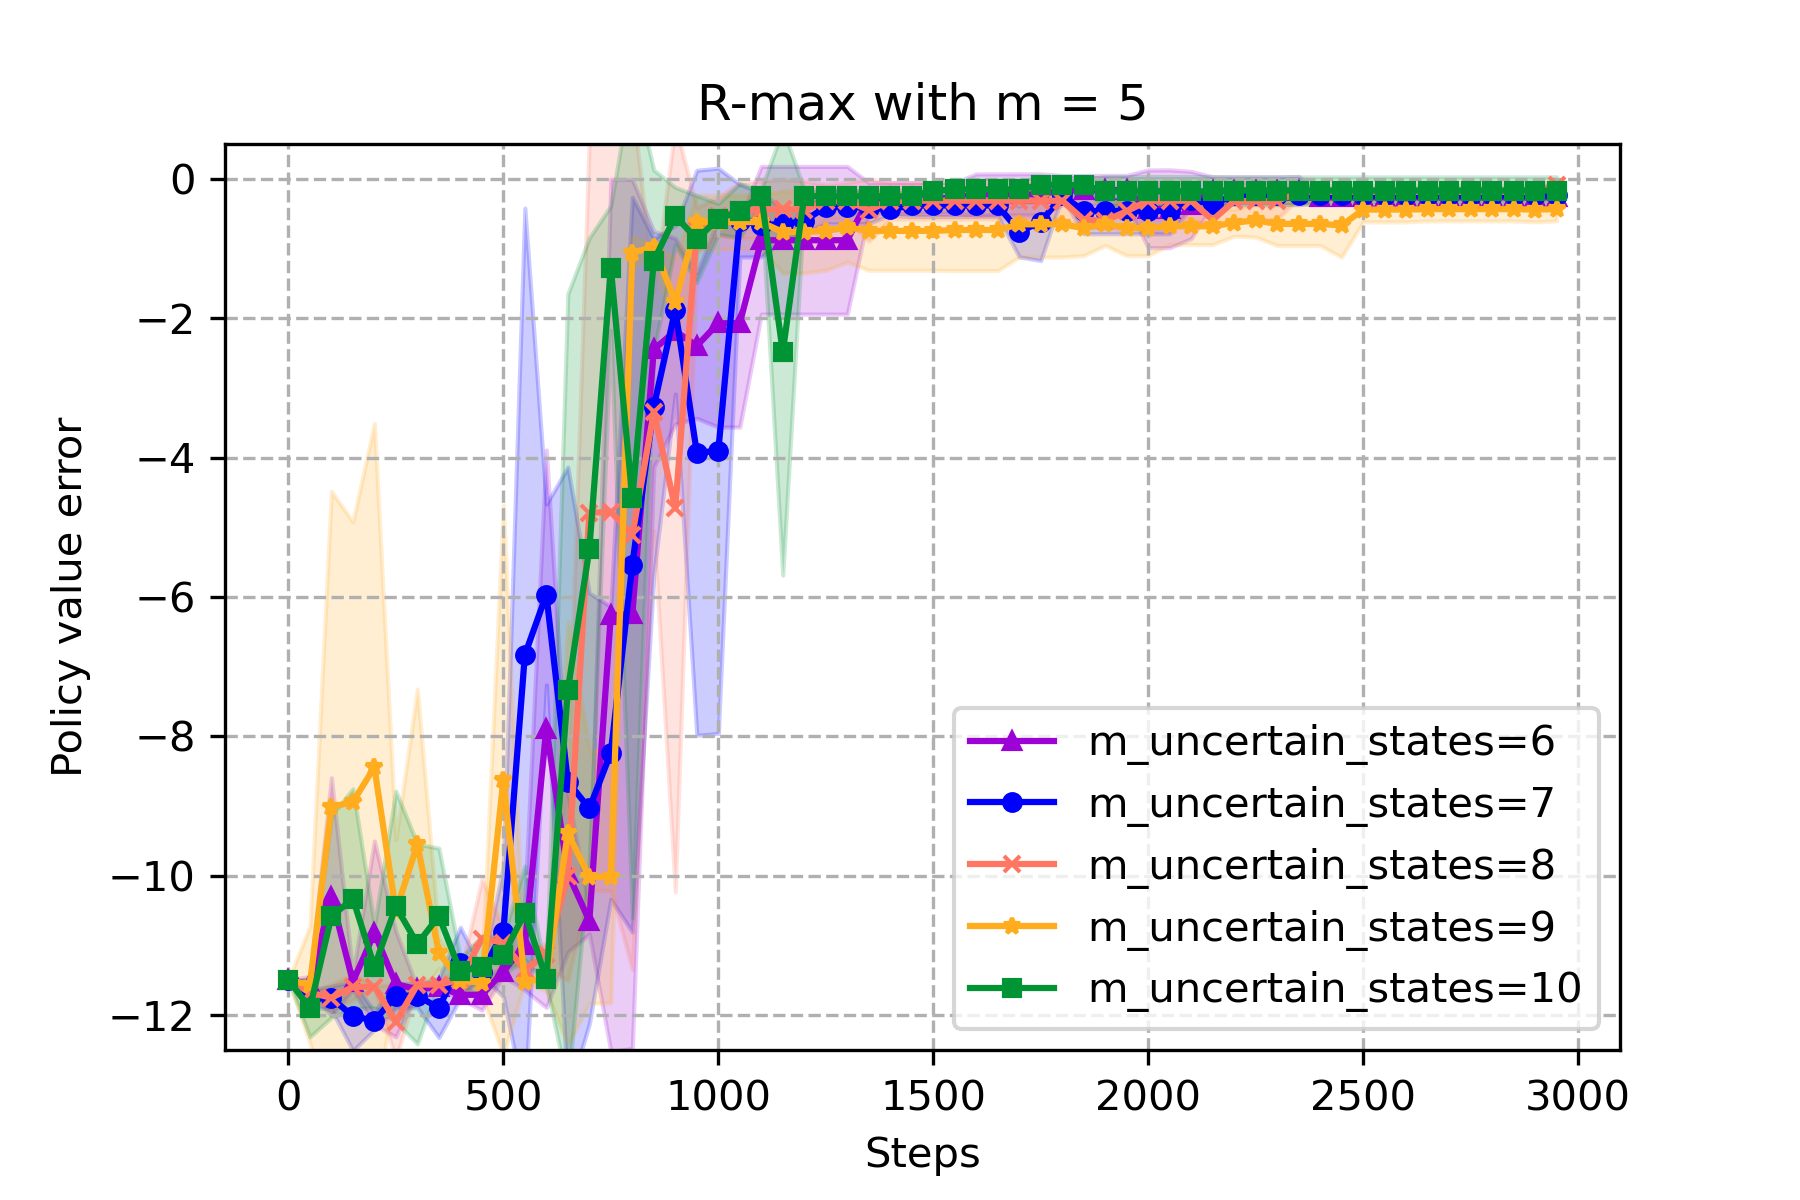 R-max with m = 5
Policy value error
0
−2
−4
−6
−8
−10
−12
m_uncertain_states=6
m_uncertain_states=7
m_uncertain_states=8
m_uncertain_states=9
m_uncertain_states=10
0 500 1000 1500 2000 2500 3000
Steps